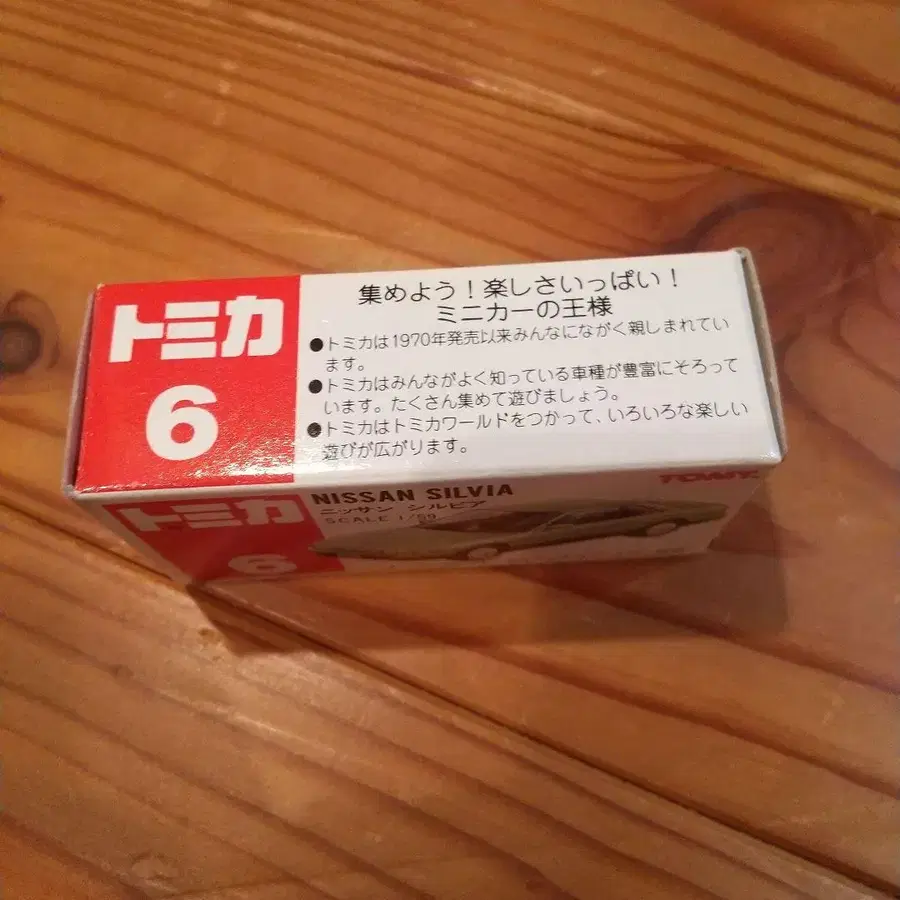 トミカ
6
集めよう！楽しさいっぱい！
ミニカーの王様
●トミカは1970年発売以来みんなにながく親しまれてい
ます。
●トミカはみんながよく知っている車種が豊富にそろって
います。たくさん集めて遊びましょう。
●トミカはトミカワールドをつかって、いろいろな楽しい
遊びが広がります。
トミカ
6
NISSAN SILVIA
ニッサン シルビア
SCALE 1/59
TOMY